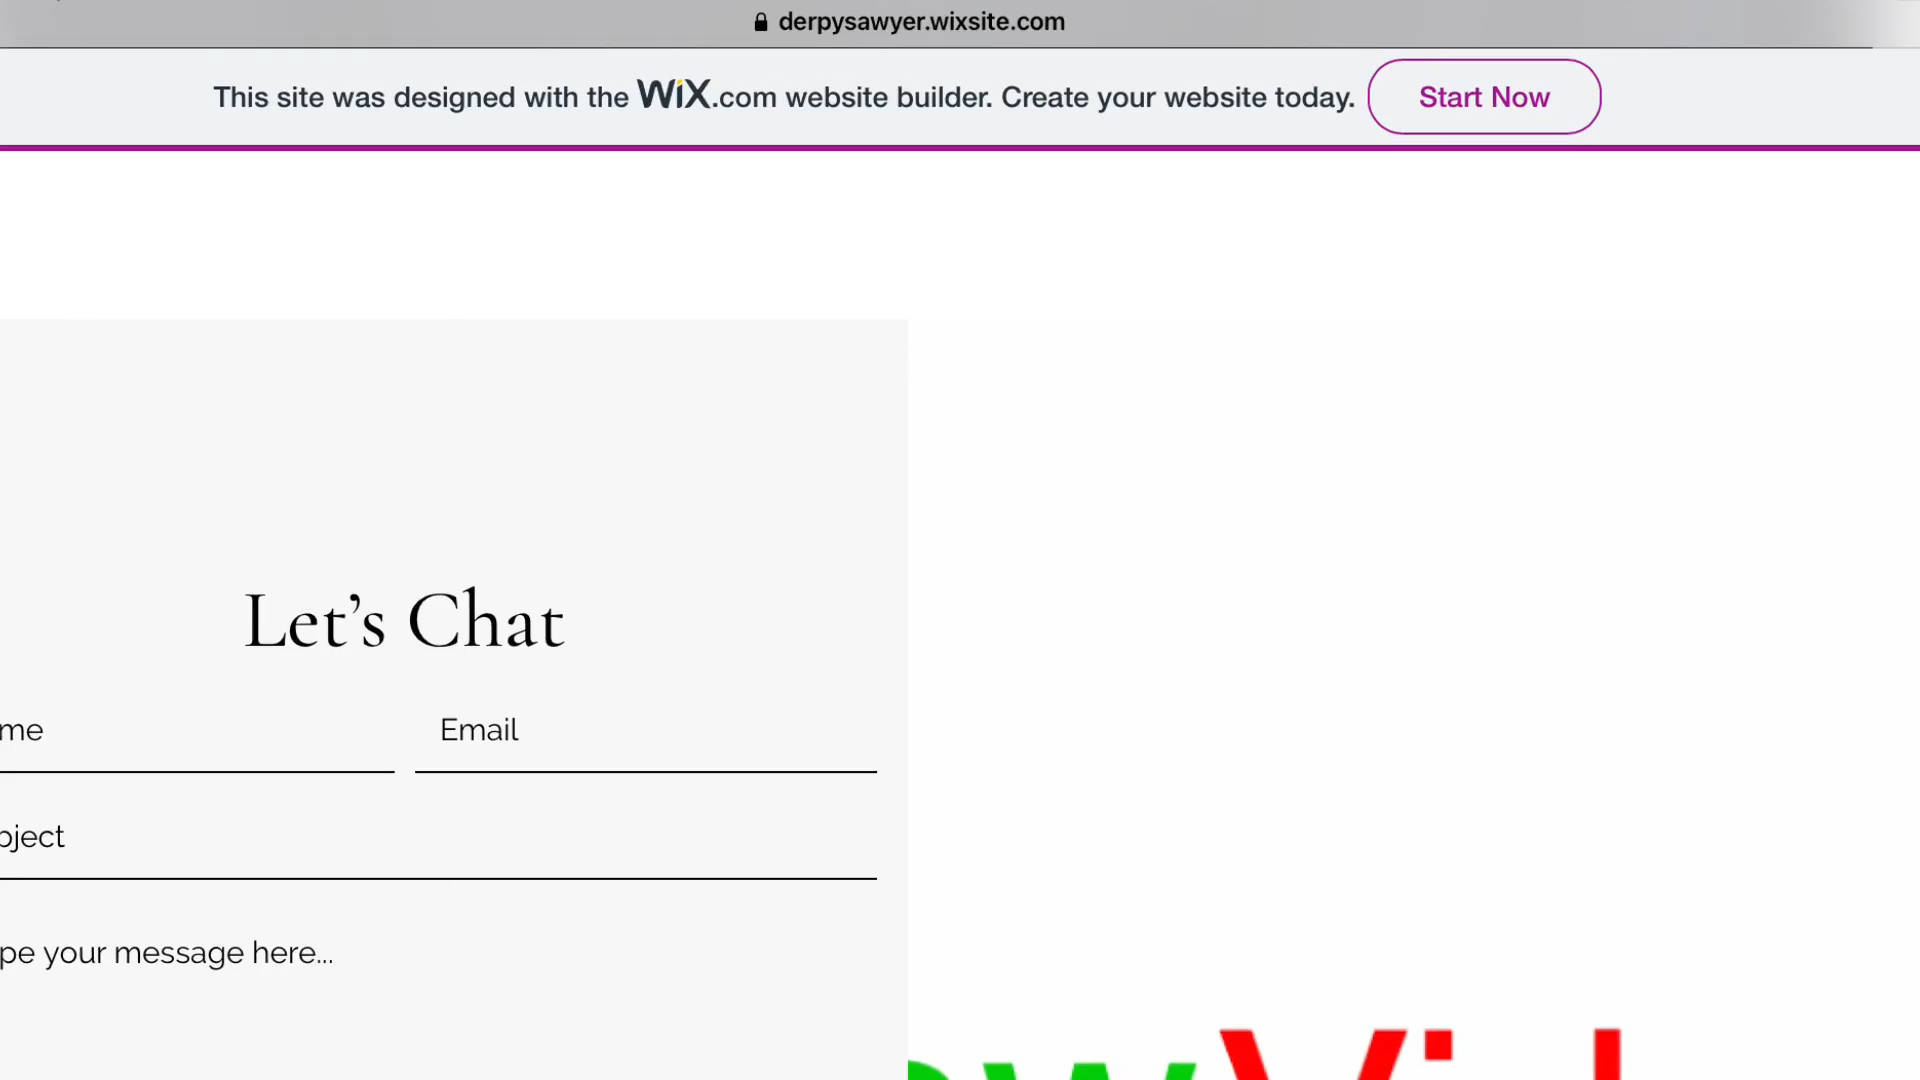 derpysawyer.wixsite.com
This site was designed with the WiX.com website builder. Create your website today. Start Now
Let’s Chat
me Email
bject
pe your message here...